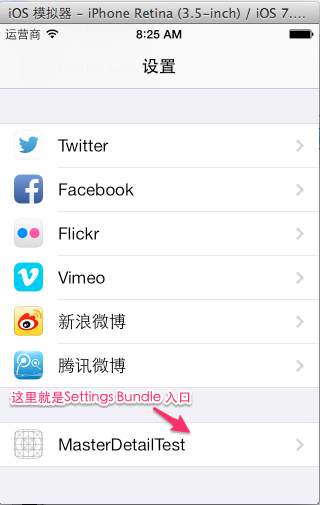 iOS 模拟器 - iPhone Retina (3.5-inch) / iOS 7....
运营商 8:25 AM
设置
Twitter
Facebook
Flickr
Vimeo
新浪微博
腾讯微博
这里就是Settings Bundle 入口
MasterDetailTest